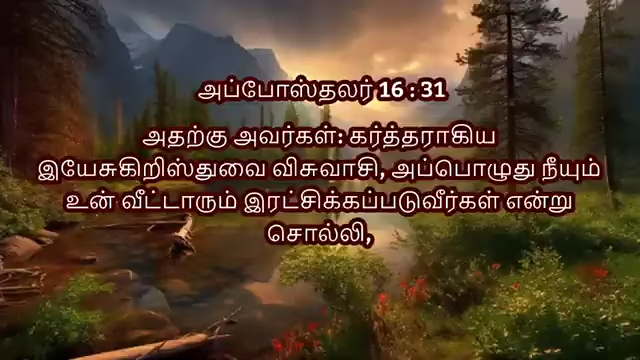 அப்போஸ்தலர் 16 : 31
அதற்கு அவர்கள்: கர்த்தராகிய
இயேசுகிறிஸ்துவை விசுவாசி, அப்பொழுது நீயும்
உன் வீட்டாரும் இரட்சிக்கப்படுவீர்கள் என்று
சொல்லி,